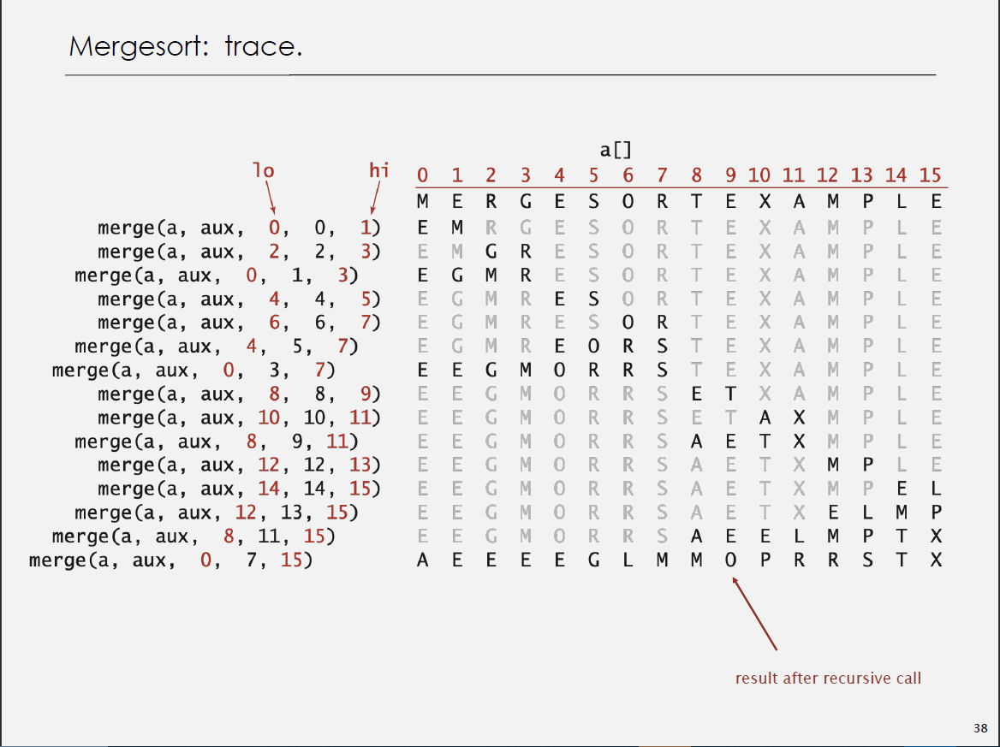 Mergesort: trace.
a[]
lo hi 0 1 2 3 4 5 6 7 8 9 10 11 12 13 14 15
M E R G E S O R T E X A M P L E
merge(a, aux, 0, 0, 1) E M R G E S O R T E X A M P L E
merge(a, aux, 2, 2, 3) E M G R E S O R T E X A M P L E
merge(a, aux, 0, 1, 3) E G M R E S O R T E X A M P L E
merge(a, aux, 4, 4, 5) E G M R E S O R T E X A M P L E
merge(a, aux, 6, 6, 7) E G M R E S O R T E X A M P L E
merge(a, aux, 4, 5, 7) E G M R E O R S T E X A M P L E
merge(a, aux, 0, 3, 7) E E G M O R R S T E X A M P L E
merge(a, aux, 8, 8, 9) E E G M O R R S E T X A M P L E
merge(a, aux, 10, 10, 11) E E G M O R R S E T A X M P L E
merge(a, aux, 8, 9, 11) E E G M O R R S A E T X M P L E
merge(a, aux, 12, 12, 13) E E G M O R R S A E T X M P L E
merge(a, aux, 14, 14, 15) E E G M O R R S A E T X M P E L
merge(a, aux, 12, 13, 15) E E G M O R R S A E T X E L M P
merge(a, aux, 8, 11, 15) E E G M O R R S A E E L M P T X
merge(a, aux, 0, 7, 15) A E E E E G L M M O P R R S T X
result after recursive call
38